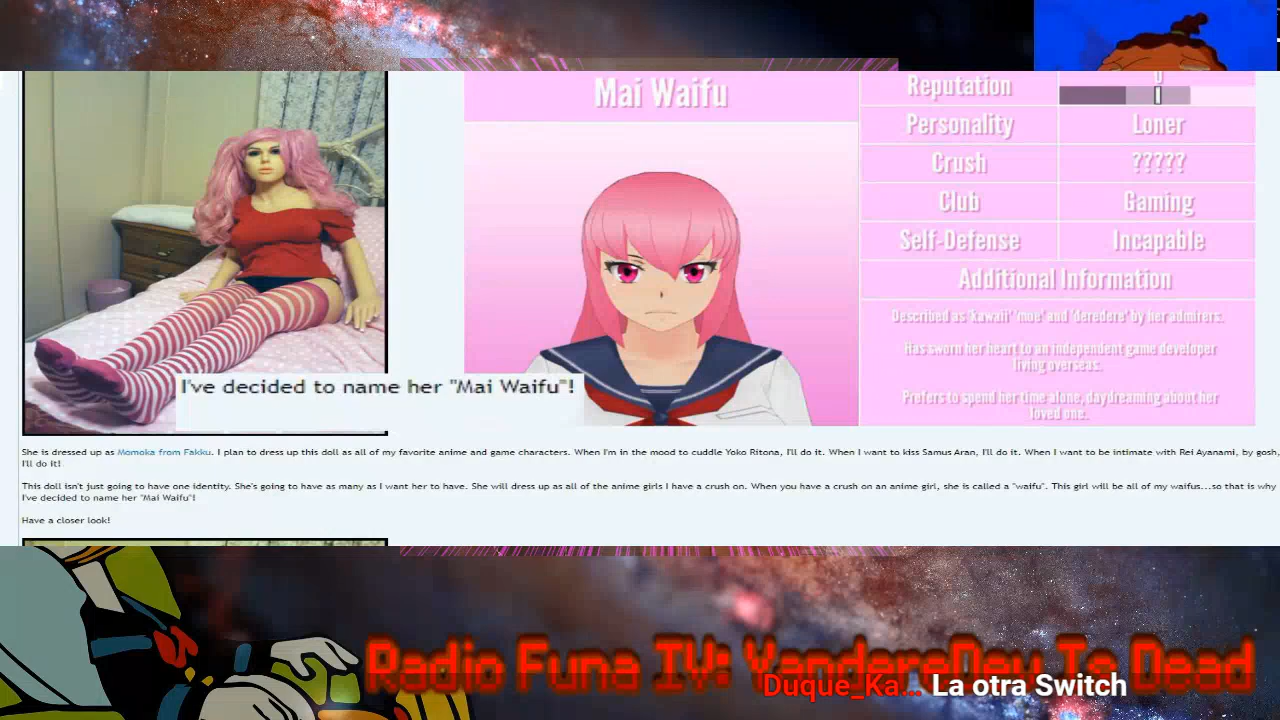 Mai Waifu
Reputation
0
Personality
Loner
Crush
?????
Club
Gaming
Self-Defense
Incapable
Additional Information
Described as 'kawaii' 'moe' and 'deredere' by her admirers.
Has sworn her heart to an independent game developer
living overseas.
Prefers to spend her time alone, daydreaming about her
loved one.
I've decided to name her "Mai Waifu"!
She is dressed up as Momoka from Fakku. I plan to dress up this doll as all of my favorite anime and game characters. When I'm in the mood to cuddle Yoko Ritona, I'll do it. When I want to kiss Samus Aran, I'll do it. When I want to be intimate with Rei Ayanami, by gosh,
I'll do it!
This doll isn't just going to have one identity. She's going to have as many as I want her to have. She will dress up as all of the anime girls I have a crush on. When you have a crush on an anime girl, she is called a "waifu". This girl will be all of my waifus...so that is why
I've decided to name her "Mai Waifu"!
Have a closer look!
Radio Funa IV: YandereDev Is Dead
Duque_Ka... La otra Switch